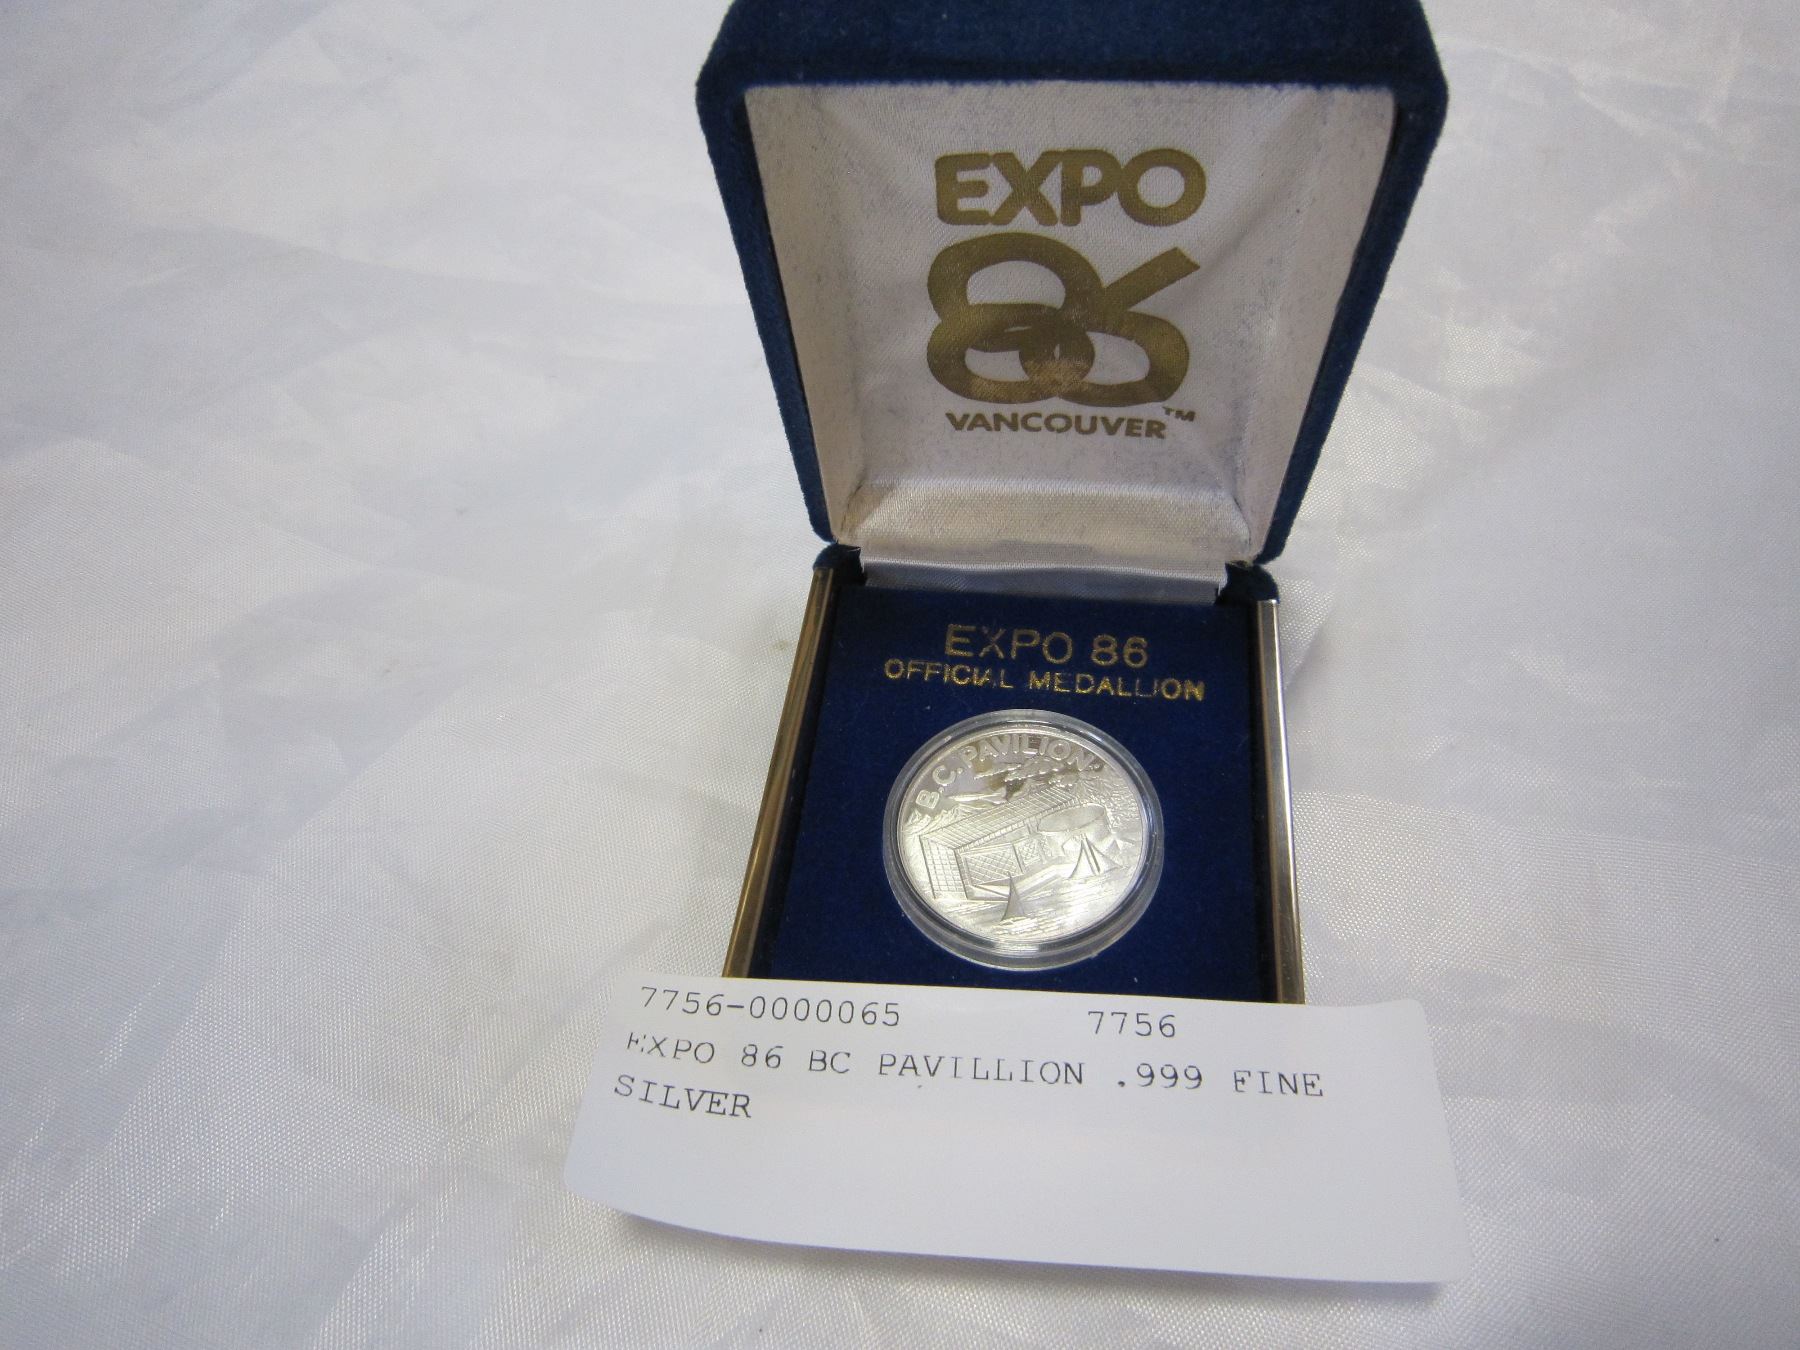 EXPO
86
VANCOUVER™
EXPO 86
OFFICIAL MEDALLION
B.C. PAVILION
7756-0000065 7756
EXPO 86 BC PAVILLION .999 FINE
SILVER